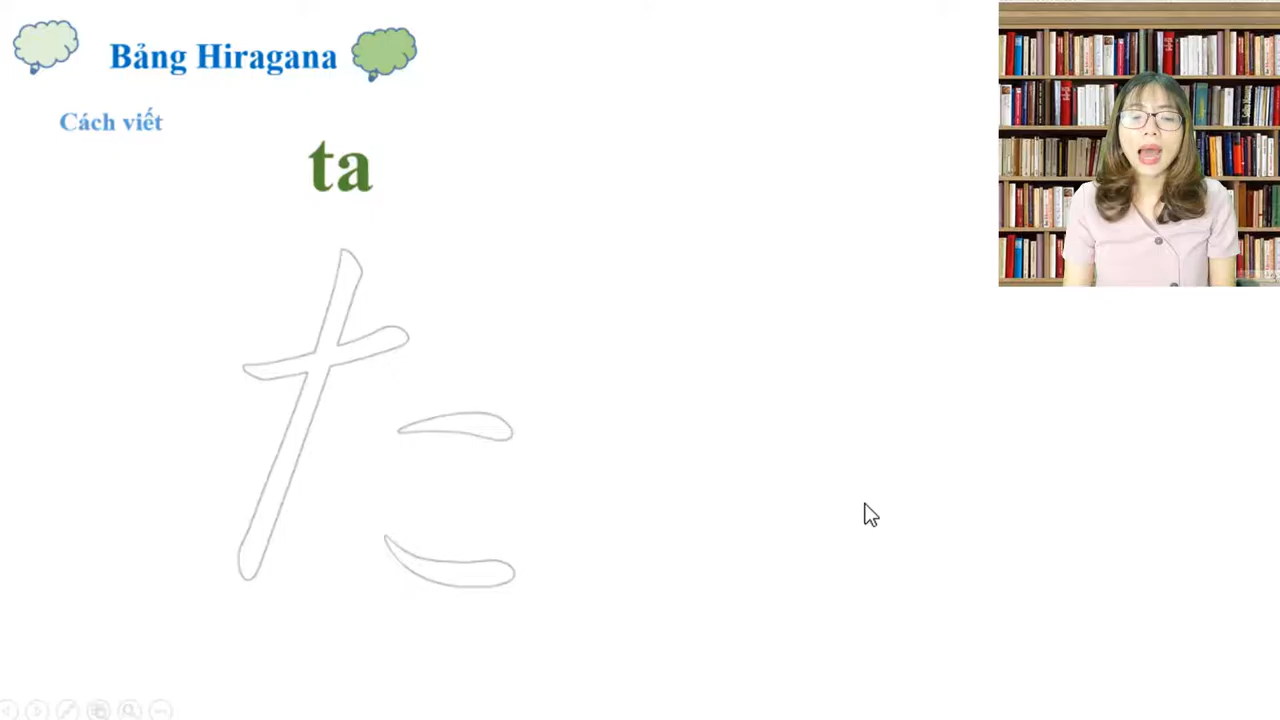 Bảng Hiragana
Cách viết
ta
た